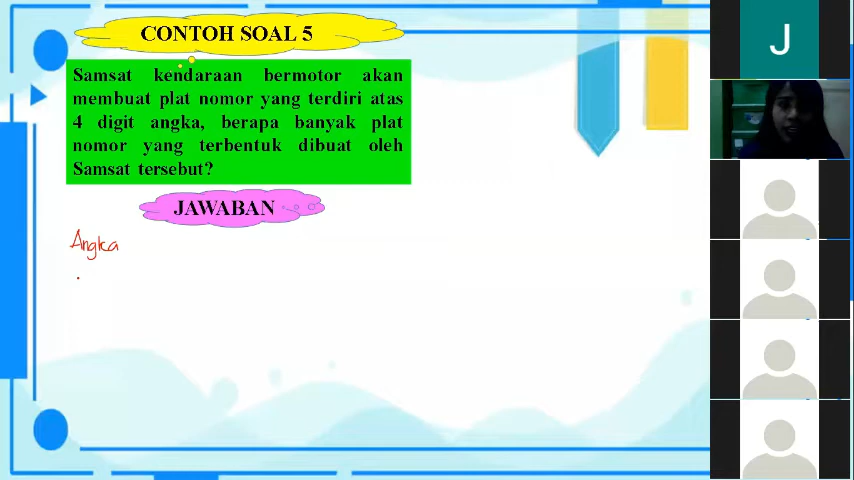 CONTOH SOAL 5
Samsat kendaraan bermotor akan
membuat plat nomor yang terdiri atas
4 digit angka, berapa banyak plat
nomor yang terbentuk dibuat oleh
Samsat tersebut?
JAWABAN
Angka
J